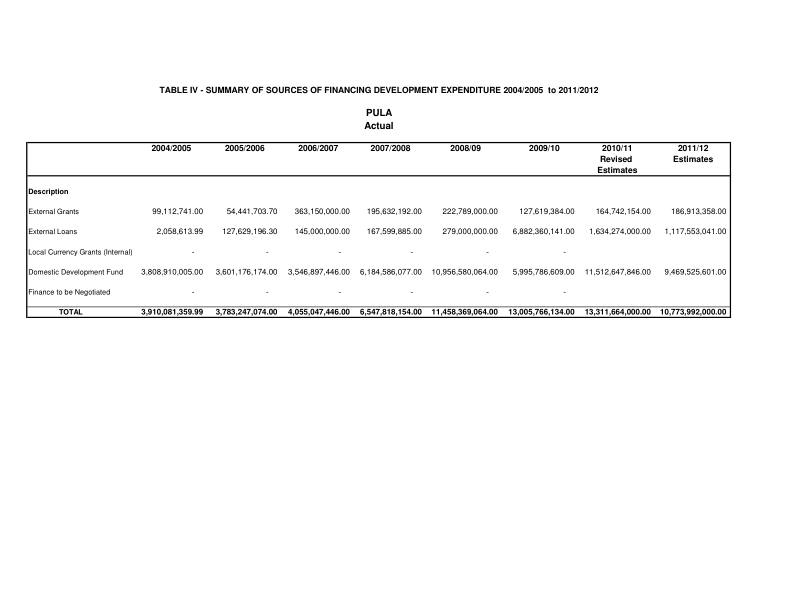 TABLE IV - SUMMARY OF SOURCES OF FINANCING DEVELOPMENT EXPENDITURE 2004/2005 to 2011/2012
PULA
Actual
2004/2005 2005/2006 2006/2007 2007/2008 2008/09 2009/10 2010/11 2011/12
Revised Estimates
Estimates
Description
External Grants 99,112,741.00 54,441,703.70 363,150,000.00 195,632,192.00 222,789,000.00 127,619,384.00 164,742,154.00 186,913,358.00
External Loans 2,058,613.99 127,629,196.30 145,000,000.00 167,599,885.00 279,000,000.00 6,882,360,141.00 1,634,274,000.00 1,117,553,041.00
Local Currency Grants (Internal) - - - - - -
Domestic Development Fund 3,808,910,005.00 3,601,176,174.00 3,546,897,446.00 6,184,586,077.00 10,956,580,064.00 5,995,786,609.00 11,512,647,846.00 9,469,525,601.00
Finance to be Negotiated - - - - - -
TOTAL 3,910,081,359.99 3,783,247,074.00 4,055,047,446.00 6,547,818,154.00 11,458,369,064.00 13,005,766,134.00 13,311,664,000.00 10,773,992,000.00